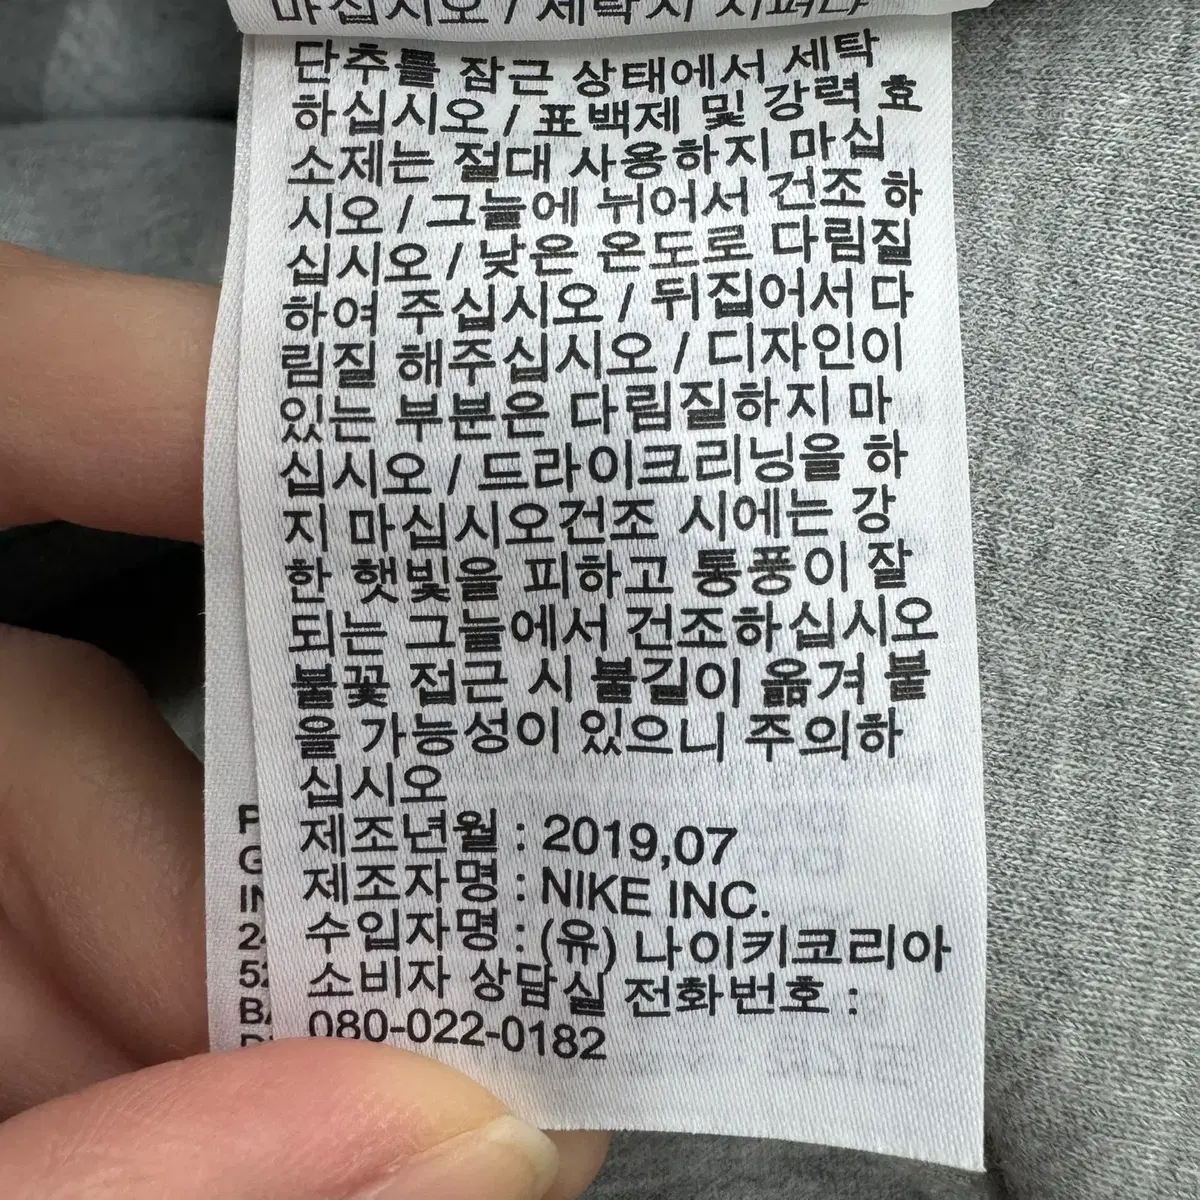 마십시오 / 세탁시 지퍼나
단추를 잠근 상태에서 세탁
하십시오 / 표백제 및 강력 효
소제는 절대 사용하지 마십
시오 / 그늘에 뉘어서 건조 하
십시오 / 낮은 온도로 다림질
하여 주십시오 / 뒤집어서 다
림질 해주십시오 / 디자인이
있는 부분은 다림질하지 마
십시오 / 드라이크리닝을 하
지 마십시오건조 시에는 강
한 햇빛을 피하고 통풍이 잘
되는 그늘에서 건조하십시오
불꽃 접근 시 불길이 옮겨 붙
을 가능성이 있으니 주의하
십시오
제조년월 : 2019,07
제조자명 : NIKE INC.
수입자명 : (유) 나이키코리아
소비자 상담실 전화번호 :
080-022-0182